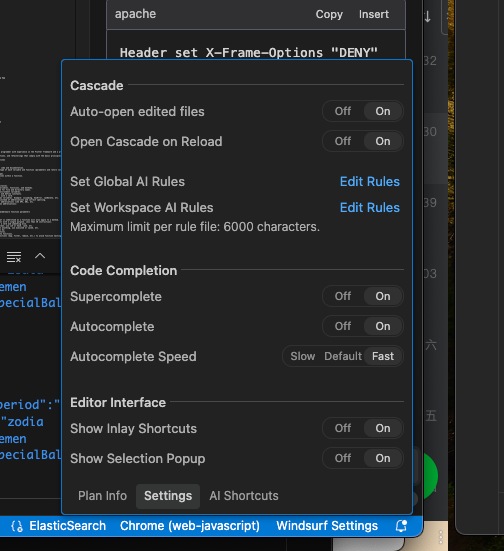 apache Copy Insert
Header set X-Frame-Options "DENY"
Cascade
Auto-open edited files Off On
Open Cascade on Reload Off On
Set Global AI Rules Edit Rules
Set Workspace AI Rules Edit Rules
Maximum limit per rule file: 6000 characters.
Code Completion
Supercomplete Off On
Autocomplete Off On
Autocomplete Speed Slow Default Fast
Editor Interface
Show Inlay Shortcuts Off On
Show Selection Popup Off On
Plan Info Settings AI Shortcuts
ElasticSearch Chrome (web-javascript) Windsurf Settings
emen
pecialBal
period":"
"zodia
emen
pecialBa
32
30
39
03
六
五